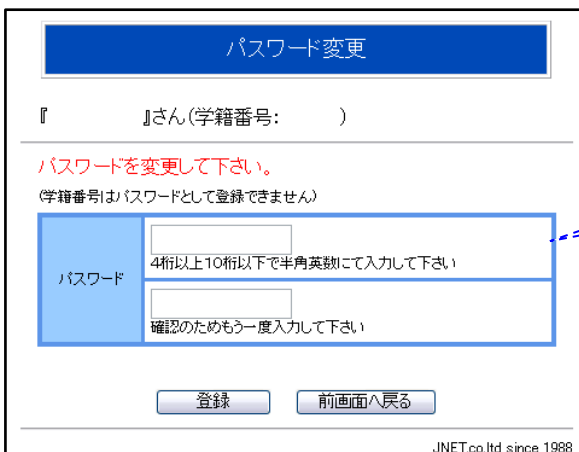 パスワード変更
『　　　　　』さん(学籍番号:　　　)
パスワードを変更して下さい。
(学籍番号はパスワードとして登録できません)
パスワード
4桁以上10桁以下で半角英数にて入力して下さい
確認のためもう一度入力して下さい
登録
前画面へ戻る
JNET.co.ltd since 1988